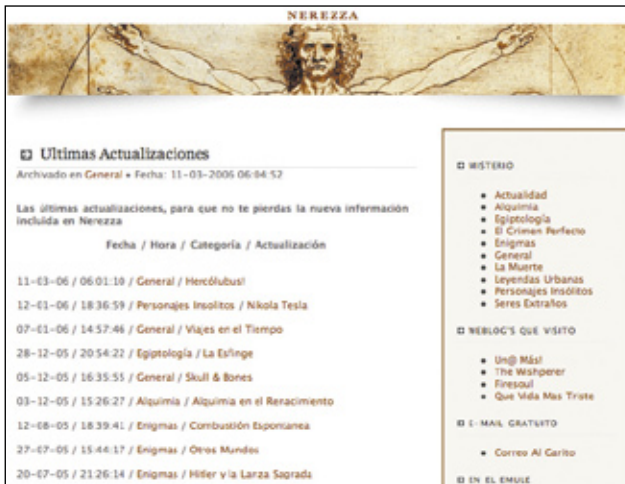 NEREZZA
Ultimas Actualizaciones
Archivado en General • Fecha: 11-03-2006 06:04:52
Las últimas actualizaciones, para que no te pierdas la nueva información
incluida en Nerezza
Fecha / Hora / Categoría / Actualización
11-03-06 / 06:01:10 / General / Hercólubus!
12-01-06 / 18:36:59 / Personajes Insolitos / Nikola Tesla
07-01-06 / 14:57:46 / General / Viajes en el Tiempo
28-12-05 / 20:54:22 / Egiptología / La Esfinge
05-12-05 / 16:35:55 / General / Skull & Bones
03-12-05 / 15:26:27 / Alquimia / Alquimia en el Renacimiento
12-08-05 / 18:39:41 / Enigmas / Combustión Espontanea
27-07-05 / 15:44:17 / Enigmas / Otros Mundos
20-07-05 / 21:26:14 / Enigmas / Hitler y la Lanza Sagrada
MISTERIO
Actualidad
Alquimia
Egiptología
El Crimen Perfecto
Enigmas
General
La Muerte
Leyendas Urbanas
Personajes Insólitos
Seres Extraños
WEBLOG'S QUE VISITO
Un@ Más!
The Wishperer
Firesoul
Que Vida Mas Triste
E-MAIL GRATUITO
Correo Al Garito
EN EL EMULE